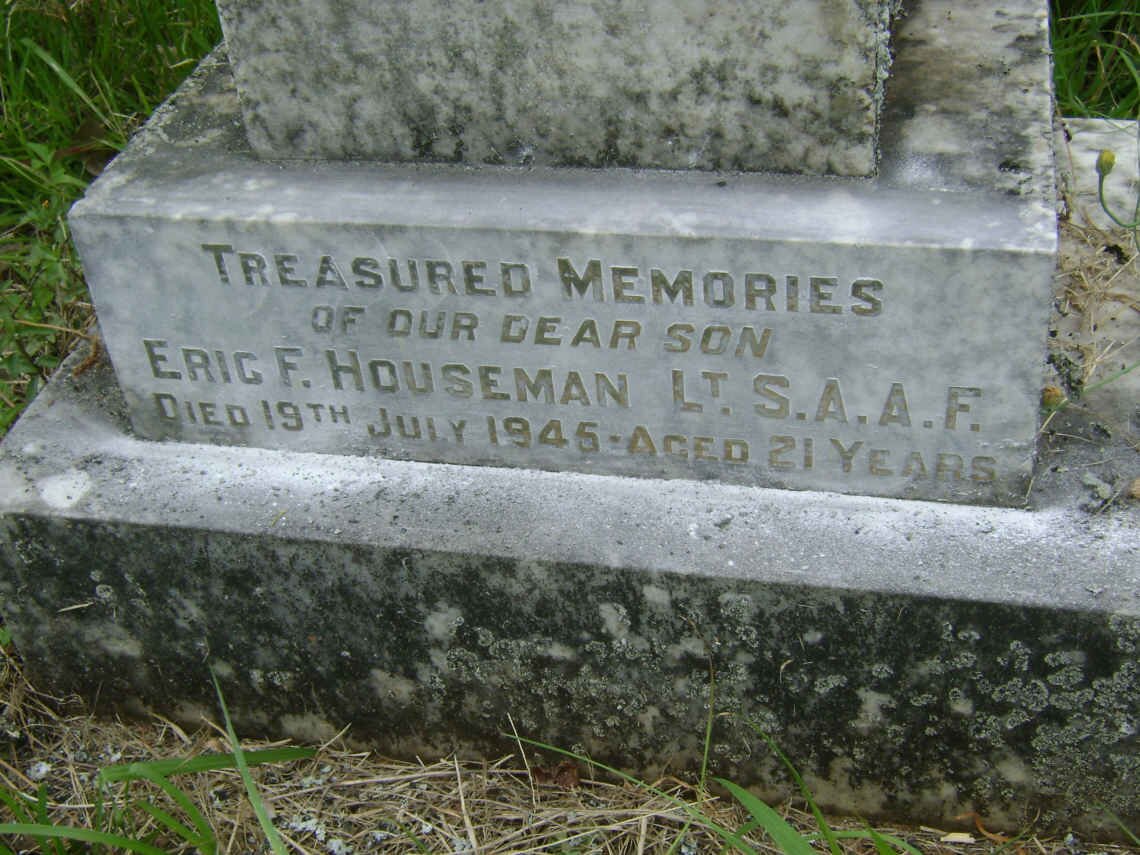 TREASURED MEMORIES
OF OUR DEAR SON
ERIC F. HOUSEMAN LT. S.A.A.F.
DIED 19TH JULY 1945 · AGED 21 YEARS